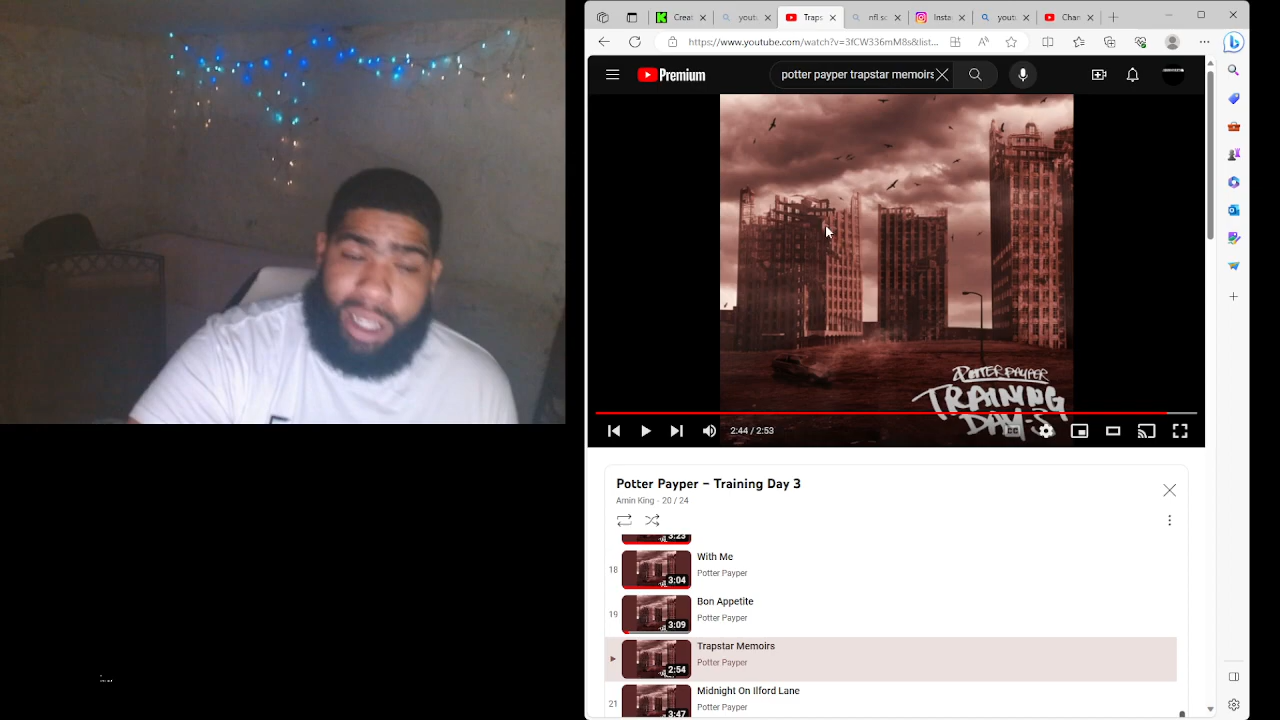 Creat
yout
Traps
nfl sc
Insta
yout
Chan
https://www.youtube.com/watch?v=3fCW336mM8s&list...
Premium
potter payper trapstar memoirs
POTTER PAYPER
TRAINING
DAY 3
2:44 / 2:53
Potter Payper – Training Day 3
Amin King - 20 / 24
3:23
18
3:04
With Me
Potter Payper
19
3:09
Bon Appetite
Potter Payper
2:54
Trapstar Memoirs
Potter Payper
21
3:47
Midnight On Ilford Lane
Potter Payper